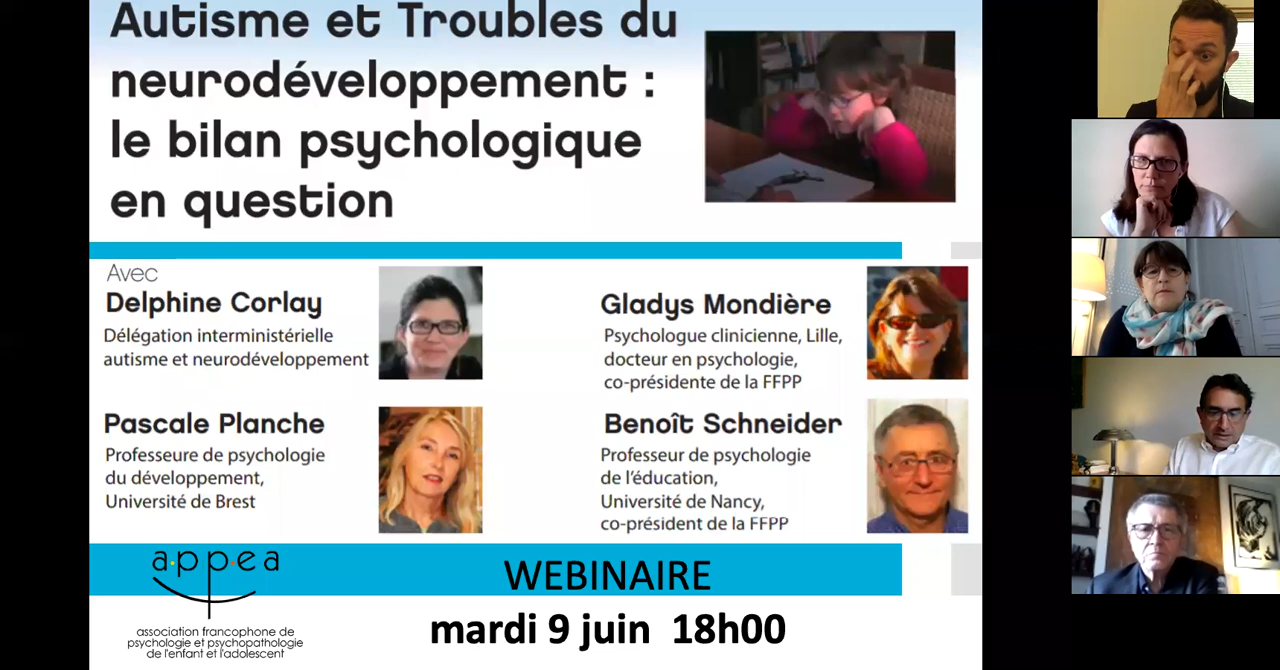 Autisme et Troubles du
neurodéveloppement :
le bilan psychologique
en question
Avec
Delphine Corlay
Délégation interministérielle
autisme et neurodéveloppement
Gladys Mondière
Psychologue clinicienne, Lille,
docteur en psychologie,
co-présidente de la FFPP
Pascale Planche
Professeure de psychologie
du développement,
Université de Brest
Benoît Schneider
Professeur de psychologie
de l'éducation,
Université de Nancy,
co-président de la FFPP
a.p.p.e.a
association francophone de
psychologie et psychopathologie
de l'enfant et l'adolescent
WEBINAIRE
mardi 9 juin 18h00